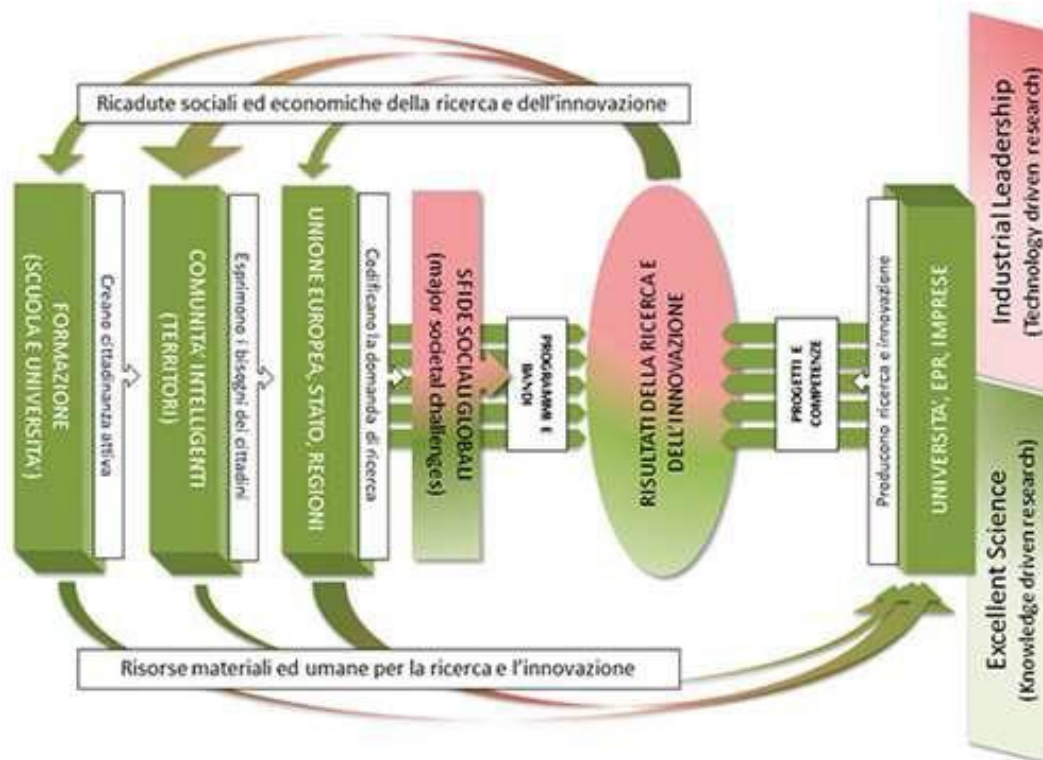 Ricadute sociali ed economiche della ricerca e dell'innovazione
FORMAZIONE
(SCUOLA E UNIVERSITA')
Creano cittadinanza attiva
COMUNITA' INTELLIGENTI
(TERRITORI)
Esprimono i bisogni dei cittadini
UNIONE EUROPEA, STATO, REGIONI
Codificano la domanda di ricerca
SFIDE SOCIALI GLOBALI
(major societal challenges)
PROGRAMMI E
BANDI
RISULTATI DELLA RICERCA E
DELL'INNOVAZIONE
PROGETTI E
COMPETENZE
Producono ricerca e innovazione
UNIVERSITA', EPR, IMPRESE
Industrial Leadership
(Technology driven research)
Excellent Science
(Knowledge driven research)
Risorse materiali ed umane per la ricerca e l'innovazione